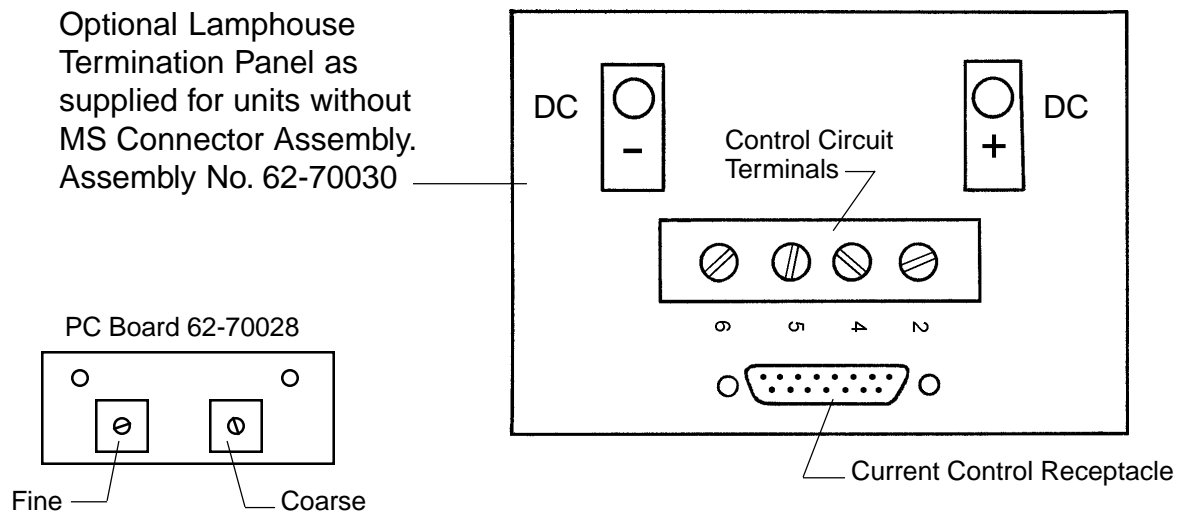 Optional Lamphouse
Termination Panel as
supplied for units without
MS Connector Assembly.
Assembly No. 62-70030
DC
-
Control Circuit
Terminals
+
DC
6 5 4 2
PC Board 62-70028
Fine
Coarse
Current Control Receptacle